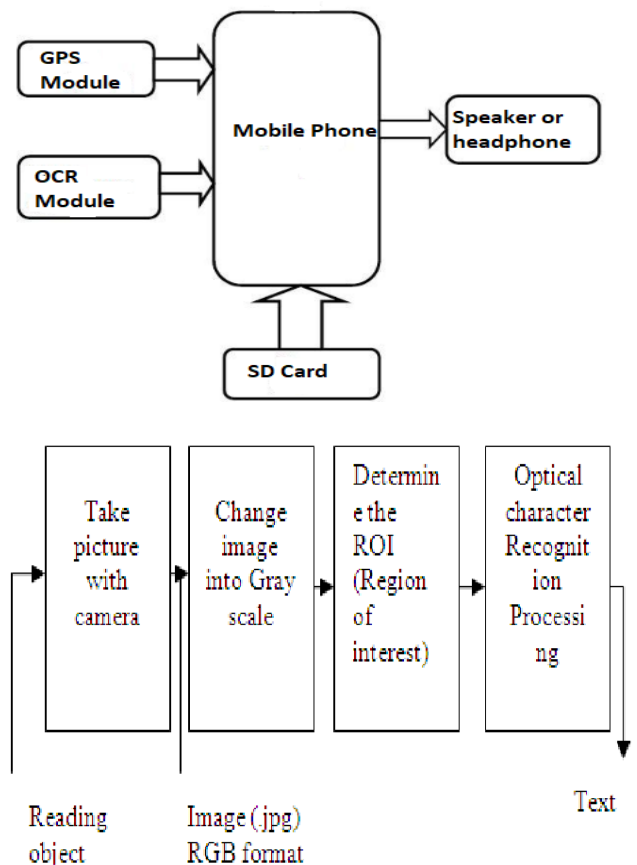 GPS
Module
Mobile Phone
Speaker or
headphone
OCR
Module
SD Card
Take
picture
with
camera
Change
image
into Gray
scale
Determin
e the
ROI
(Region
of
interest)
Optical
character
Recognit
ion
Processi
ng
Reading
object
Image (.jpg)
RGB format
Text